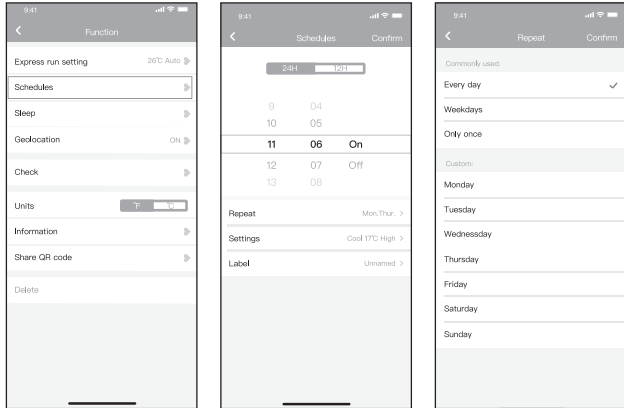 9:41
Function
Express run setting 26°C Auto
Schedules
Sleep
Geolocation ON
Check
Units °F °C
Information
Share QR code
Delete
9:41
Schedules Confirm
24H 12H
9 04
10 05
11 06 On
12 07 Off
13 08
Repeat Mon.Thur. >
Settings Cool 17°C High >
Label Unnamed >
9:41
Repeat Confirm
Commonly used:
Every day
Weekdays
Only once
Custom:
Monday
Tuesday
Wednessday
Thursday
Friday
Saturday
Sunday